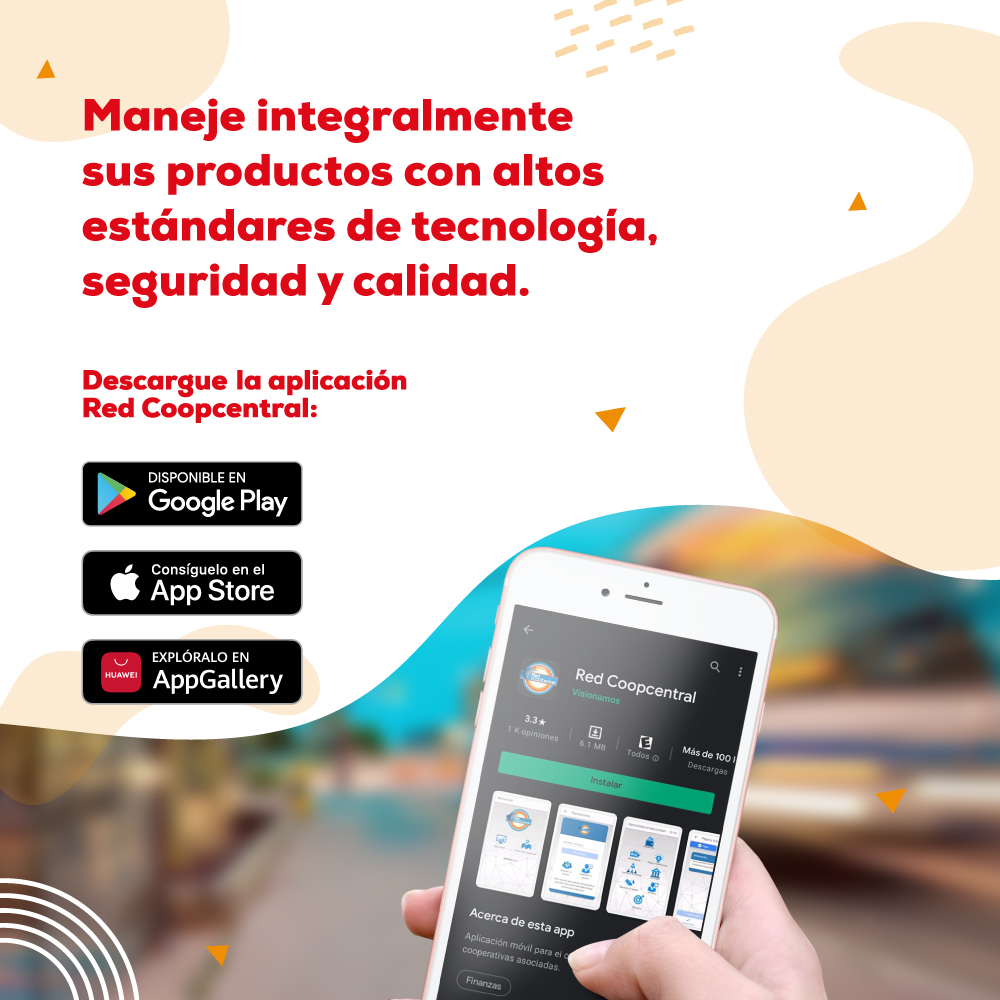 Maneje integralmente
sus productos con altos
estándares de tecnología,
seguridad y calidad.
Descargue la aplicación
Red Coopcentral:
DISPONIBLE EN
Google Play
Consíguelo en el
App Store
HUAWEI
EXPLÓRALO EN
AppGallery
Red Coopcentral
Visionamos
3.3★
1 K opiniones
6.1 MB
E
Todos
Más de 100
Descargas
Instalar
Acerca de esta app
Aplicación móvil para el
cooperativas asociadas.
Finanzas